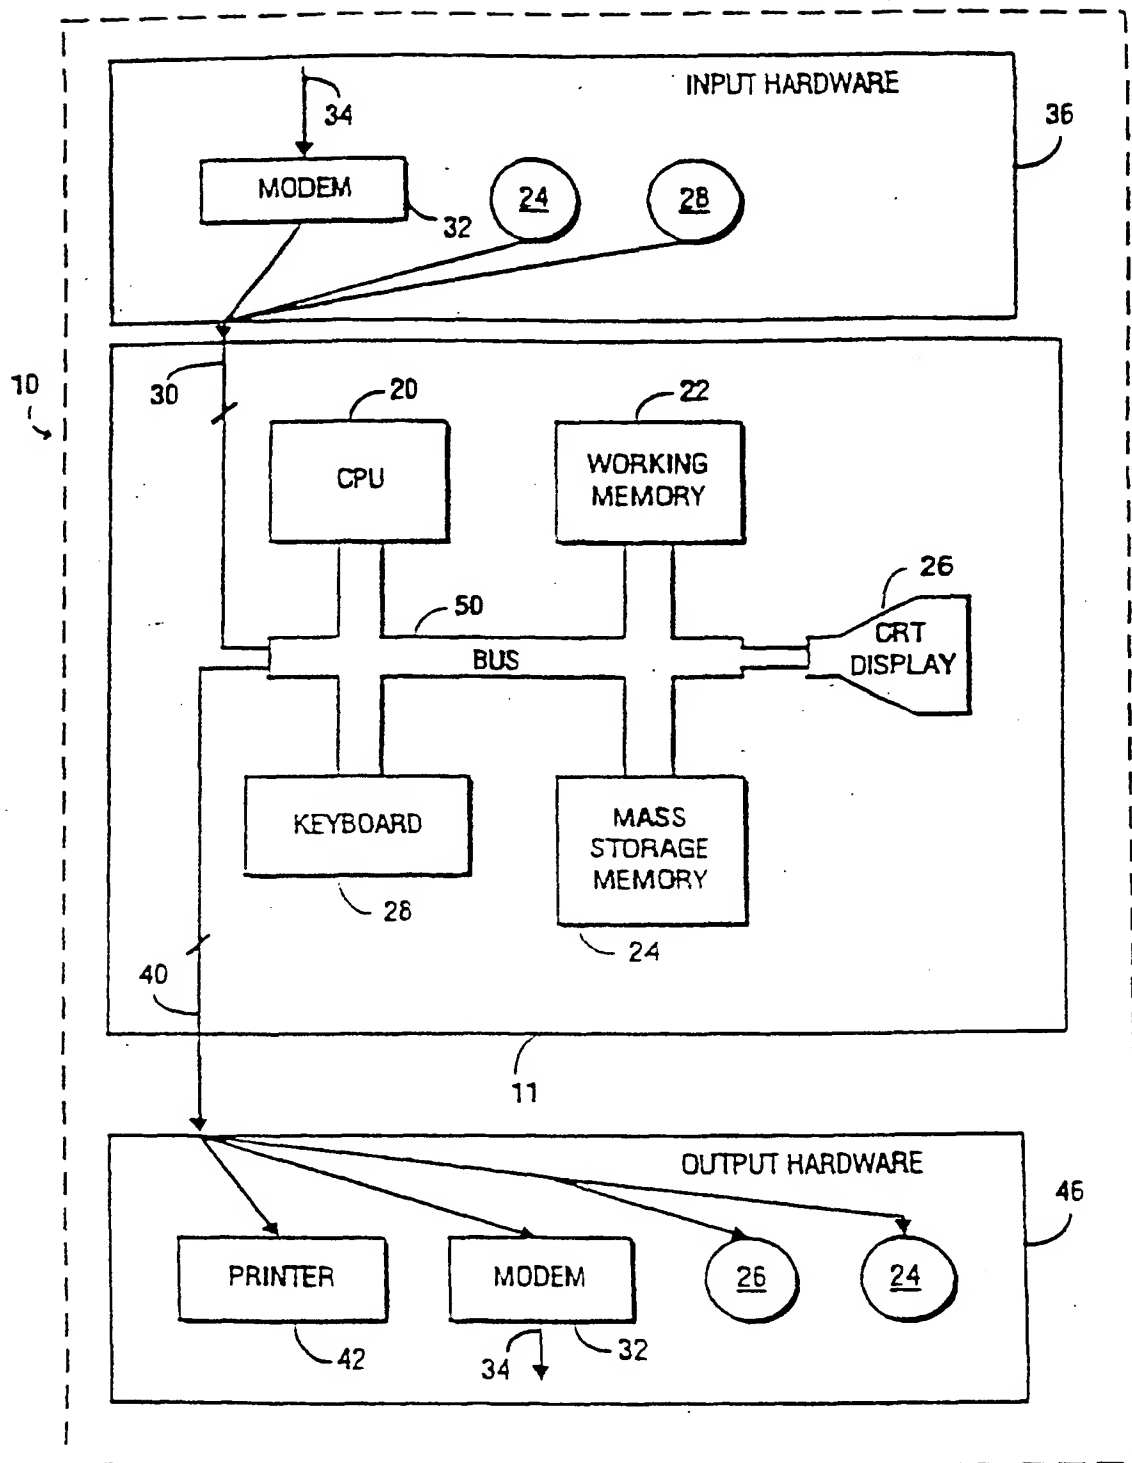 INPUT HARDWARE
34
36
MODEM
32
24
28
10
30
20
22
CPU
WORKING
MEMORY
26
50
CRT
DISPLAY
BUS
KEYBOARD
MASS
STORAGE
MEMORY
28
24
40
11
OUTPUT HARDWARE
46
PRINTER
MODEM
26
24
42
34
32